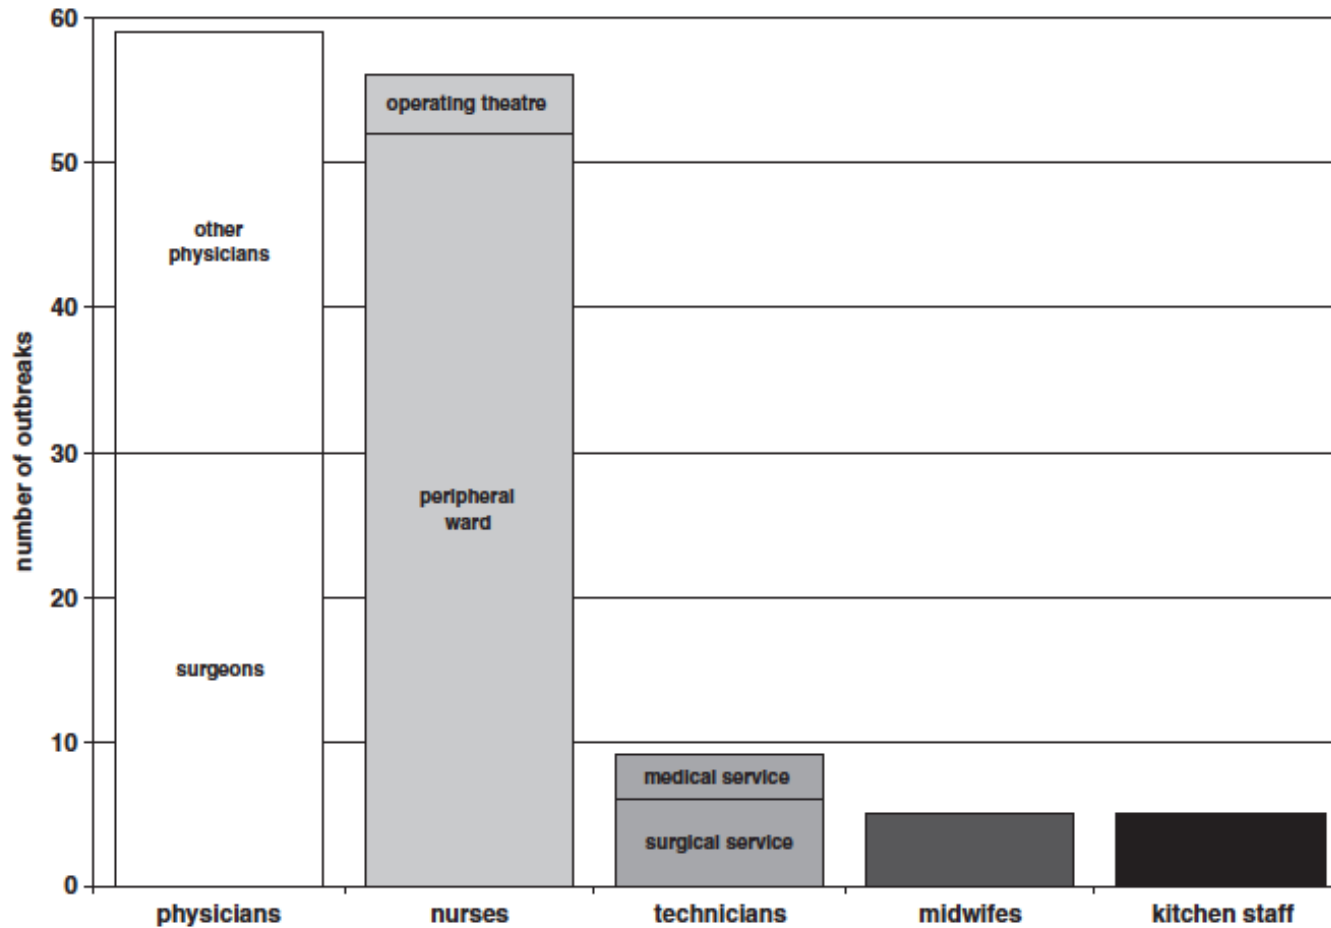 number of outbreaks
60
50
40
30
20
10
0
other
physicians
surgeons
operating theatre
peripheral
ward
medical service
surgical service
physicians
nurses
technicians
midwifes
kitchen staff